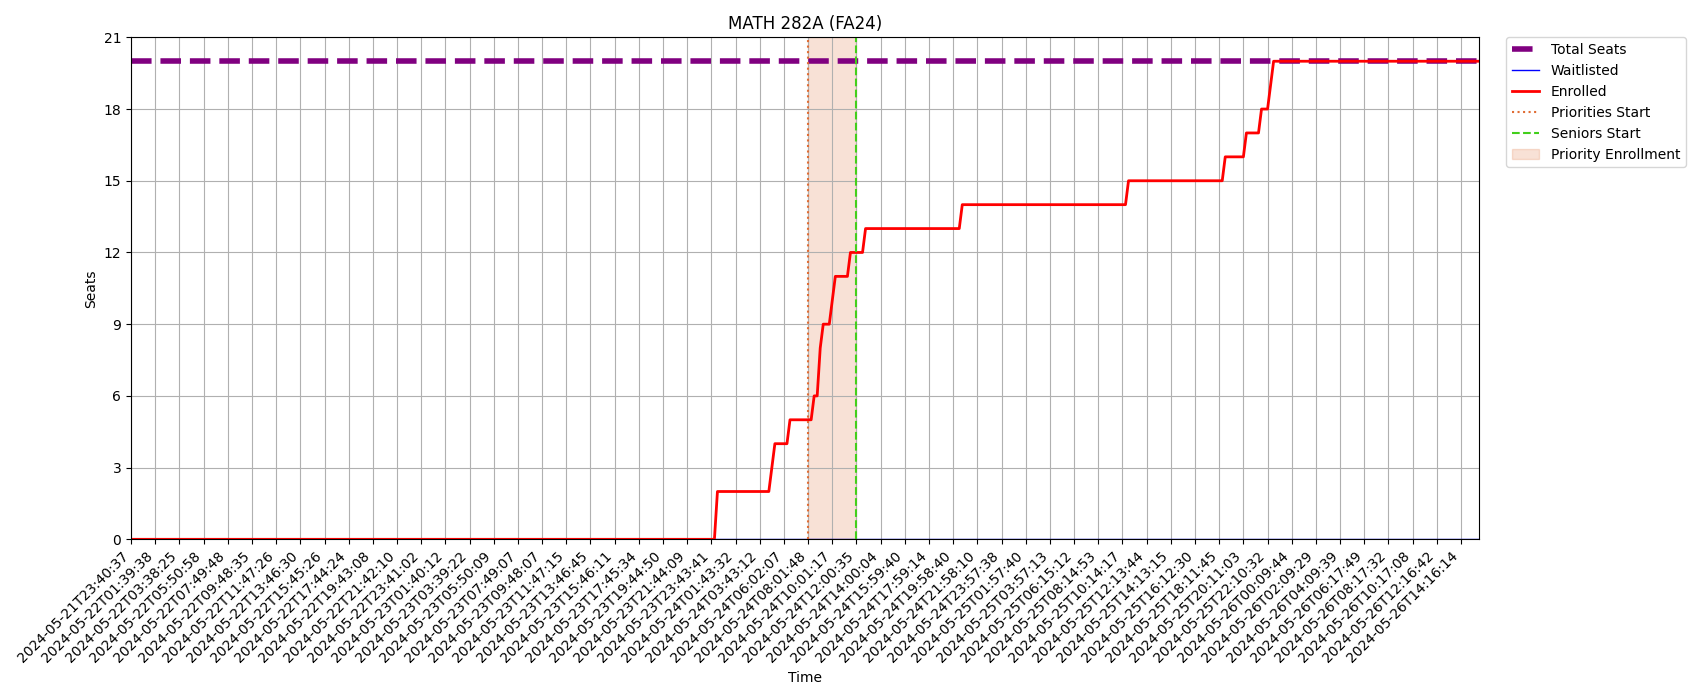 MATH 282A (FA24)
21
18
15
12
9
6
3
0
Seats
2024-05-21T23:40:37
2024-05-22T01:39:38
2024-05-22T03:38:25
2024-05-22T05:50:58
2024-05-22T07:49:48
2024-05-22T09:48:35
2024-05-22T11:47:26
2024-05-22T13:46:30
2024-05-22T15:45:26
2024-05-22T17:44:24
2024-05-22T19:43:08
2024-05-22T21:42:10
2024-05-22T23:41:02
2024-05-23T01:40:12
2024-05-23T03:39:22
2024-05-23T05:50:09
2024-05-23T07:49:07
2024-05-23T09:48:07
2024-05-23T11:47:15
2024-05-23T13:46:45
2024-05-23T15:46:11
2024-05-23T17:45:34
2024-05-23T19:44:50
2024-05-23T21:44:09
2024-05-23T23:43:41
2024-05-24T01:43:32
2024-05-24T03:43:12
2024-05-24T06:02:07
2024-05-24T08:01:48
2024-05-24T10:01:17
2024-05-24T12:00:35
2024-05-24T14:00:04
2024-05-24T15:59:40
2024-05-24T17:59:14
2024-05-24T19:58:40
2024-05-24T21:58:10
2024-05-24T23:57:38
2024-05-25T01:57:40
2024-05-25T03:57:13
2024-05-25T06:15:12
2024-05-25T08:14:53
2024-05-25T10:14:17
2024-05-25T12:13:44
2024-05-25T14:13:15
2024-05-25T16:12:30
2024-05-25T18:11:45
2024-05-25T20:11:03
2024-05-25T22:10:32
2024-05-26T00:09:44
2024-05-26T02:09:29
2024-05-26T04:09:39
2024-05-26T06:17:49
2024-05-26T08:17:32
2024-05-26T10:17:08
2024-05-26T12:16:42
2024-05-26T14:16:14
Time
Total Seats
Waitlisted
Enrolled
Priorities Start
Seniors Start
Priority Enrollment